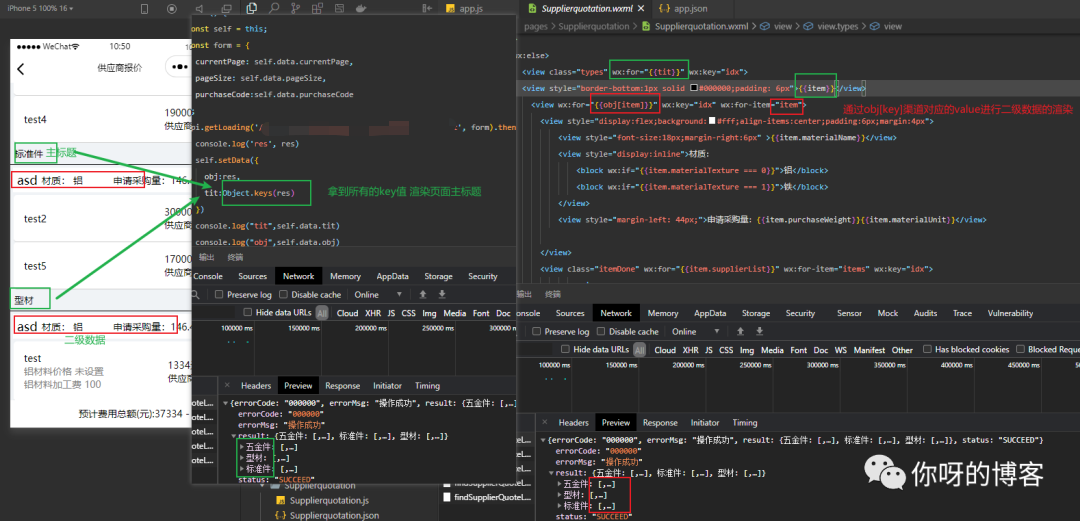 iPhone 5 100% 16
WeChat
10:50
100%
供应商报价
19000
test4
供应商
标准件 主标题
asd 材质: 铝 申请采购量: 146.4
30000
test2
供应商
17000
test5
供应商
型材
asd 材质: 铝 申请采购量: 146.4
二级数据
test
1334
铝材料价格 未设置
供应商
铝材料加工费 100
预计费用总额(元):37334 -
app.js
const self = this;
const form = {
currentPage: self.data.currentPage,
pageSize: self.data.pageSize,
purchaseCode:self.data.purchaseCode
ui.getLoading('/
', form).then
console.log('res', res)
self.setData({
obj:res,
tit:Object.keys(res)
})
拿到所有的key值 渲染页面主标题
console.log("tit",self.data.tit)
console.log("obj",self.data.obj)
输出 终端
Console Sources Network Memory AppData Storage Security
Preserve log Disable cache Online
Hide data URLs All Cloud XHR JS CSS Img Media Font Doc
100000 ms 150000 ms 200000 ms 250000 ms
Headers Preview Response Initiator Timing
{errorCode: "000000", errorMsg: "操作成功", result: {五金件: [,…],
errorCode: "000000"
errorMsg: "操作成功"
result: {五金件: [,…], 标准件: [,…], 型材: [,…]}
五金件: [,…]
型材: [,…]
标准件: [,…]
status: "SUCCEED"
Supplierquotation
Supplierquotation.js
Supplierquotation.json
findSupplierQuoteL...
findSupplierQuoteL...
Supplierquotation.wxml
app.json
pages > Supplierquotation > Supplierquotation.wxml > view > view.types > view
wx:else>
<view class="types" wx:for="{{tit}}" wx:key="idx">
<view style="border-bottom:1px solid #000000;padding: 6px">{{item}}</view>
<view wx:for="{{obj[item]}}" wx:key="idx" wx:for-item="item">
通过obj[key]渠道对应的value进行二级数据的渲染
<view style="display:flex;background:#fff;align-items:center;padding:6px;margin:4px">
<view style="font-size:18px;margin-right:6px" >{{item.materialName}}</view>
<view style="display:inline">材质:
<block wx:if="{{item.materialTexture === 0}}">铝</block>
<block wx:if="{{item.materialTexture === 1}}">铁</block>
</view>
<view style="margin-left: 44px;">申请采购量: {{item.purchaseWeight}}{{item.materialUnit}}</view>
</view>
<view class="itemDone" wx:for="{{item.supplierList}}" wx:for-item="items" wx:key="idx">
输出 终端
Sources Network Memory AppData Storage Security Sensor Mock Audits Trace Vulnerability
Preserve log Disable cache Online
Hide data URLs All Cloud XHR JS CSS Img Media Font Doc WS Manifest Other Has blocked cookies Blocked Reque
100000 ms 150000 ms 200000 ms 250000 ms 300000 ms 350000 ms 400000 ms 450000 ms
Headers Preview Response Initiator Timing
{errorCode: "000000", errorMsg: "操作成功", result: {五金件: [,…], 标准件: [,…], 型材: [,…]}, status: "SUCCEED"}
errorCode: "000000"
errorMsg: "操作成功"
result: {五金件: [,…], 标准件: [,…], 型材: [,…]}
五金件: [,…]
型材: [,…]
标准件: [,…]
status: "SUCCEED"
你呀的博客